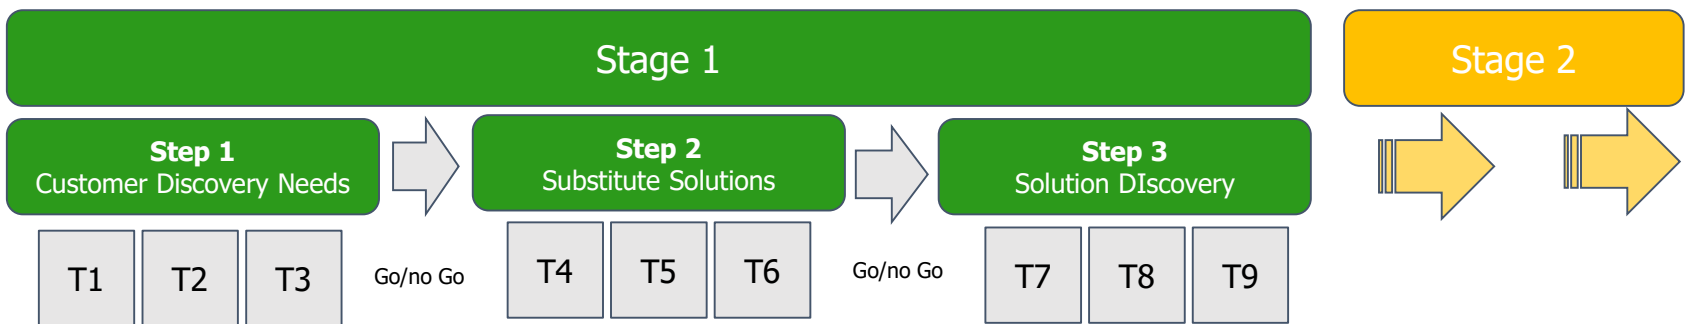 Stage 1
Stage 2
Step 1
Customer Discovery Needs
Step 2
Substitute Solutions
Step 3
Solution DIscovery
T1
T2
T3
Go/no Go
T4
T5
T6
Go/no Go
T7
T8
T9